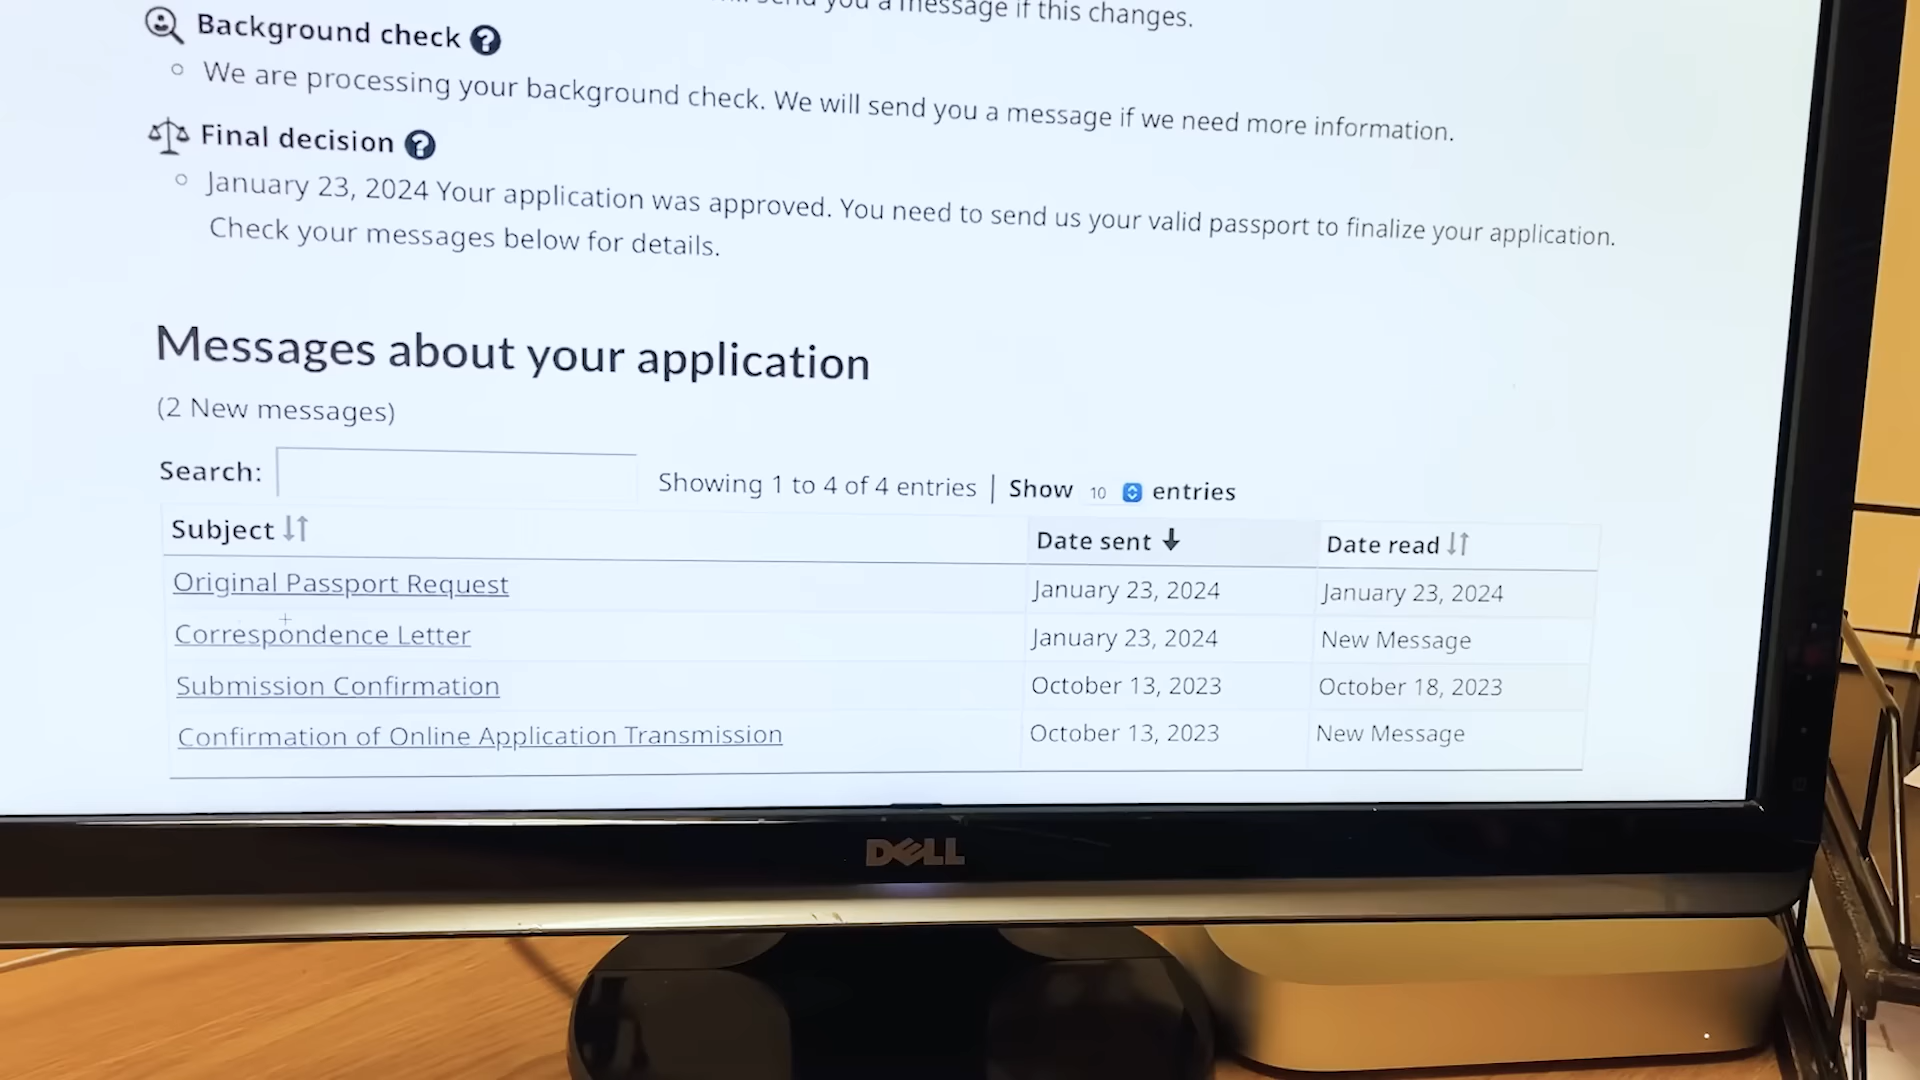 you a message if this changes.
Background check ?
We are processing your background check. We will send you a message if we need more information.
Final decision ?
January 23, 2024 Your application was approved. You need to send us your valid passport to finalize your application.
Check your messages below for details.
Messages about your application
(2 New messages)
Search: Showing 1 to 4 of 4 entries | Show 10 entries
Subject Date sent Date read
Original Passport Request January 23, 2024 January 23, 2024
Correspondence Letter January 23, 2024 New Message
Submission Confirmation October 13, 2023 October 18, 2023
Confirmation of Online Application Transmission October 13, 2023 New Message
DELL